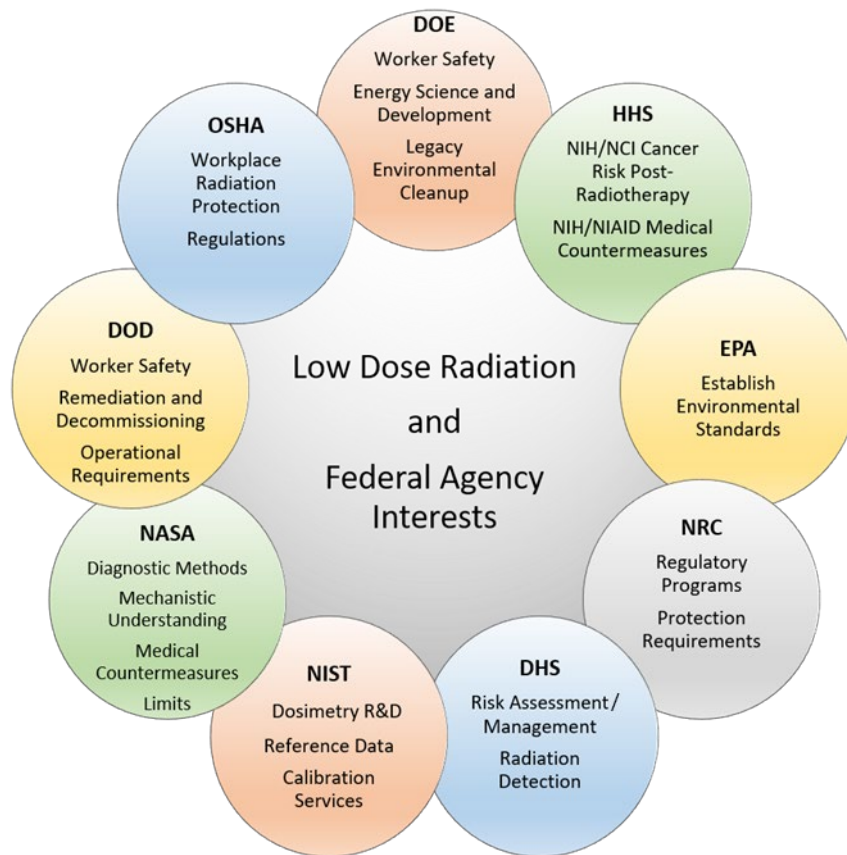 DOE
Worker Safety
Energy Science and
Development
Legacy
Environmental
Cleanup
HHS
NIH/NCI Cancer
Risk Post-
Radiotherapy
NIH/NIAID Medical
Countermeasures
EPA
Establish
Environmental
Standards
NRC
Regulatory
Programs
Protection
Requirements
DHS
Risk Assessment/
Management
Radiation
Detection
NIST
Dosimetry R&D
Reference Data
Calibration
Services
NASA
Diagnostic Methods
Mechanistic
Understanding
Medical
Countermeasures
Limits
DOD
Worker Safety
Remediation and
Decommissioning
Operational
Requirements
OSHA
Workplace
Radiation
Protection
Regulations
Low Dose Radiation
and
Federal Agency
Interests